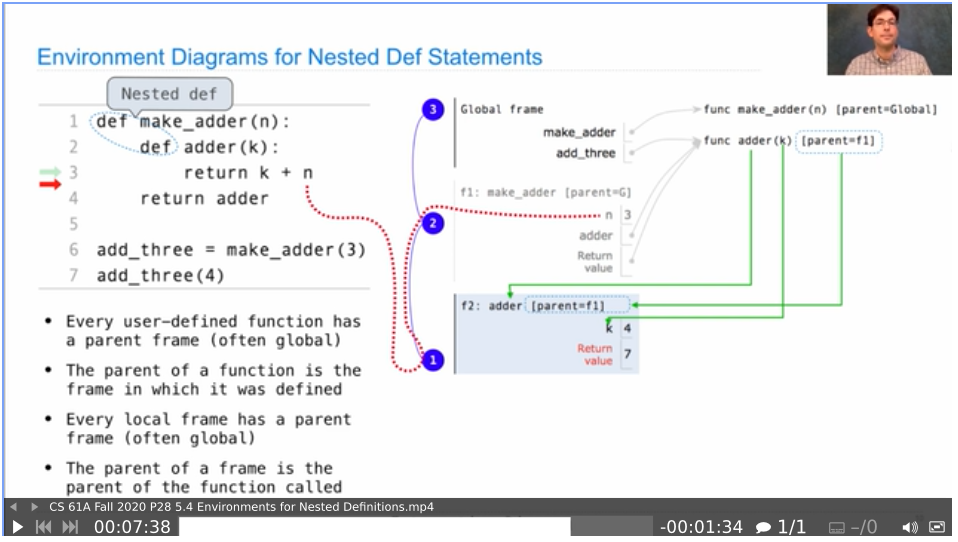 Environment Diagrams for Nested Def Statements
Nested def
1 def make_adder(n):
2 def adder(k):
3 return k + n
4 return adder
5
6 add_three = make_adder(3)
7 add_three(4)
• Every user-defined function has
a parent frame (often global)
• The parent of a function is the
frame in which it was defined
• Every local frame has a parent
frame (often global)
• The parent of a frame is the
parent of the function called
3
Global frame
make_adder
add_three
func make_adder(n) [parent=Global]
func adder(k) [parent=f1]
2
f1: make_adder [parent=G]
n 3
adder
Return
value
1
f2: adder [parent=f1]
k 4
Return
value 7
CS 61A Fall 2020 P28 5.4 Environments for Nested Definitions.mp4
00:07:38
-00:01:34
1/1
–/0